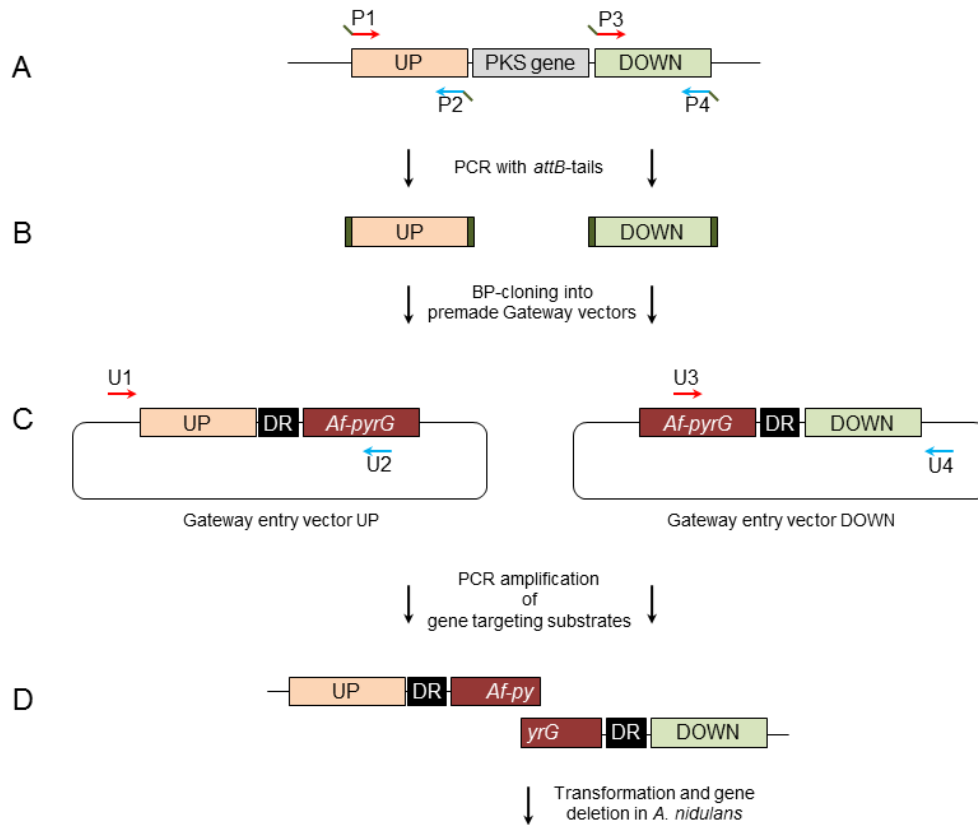 P1
P3
A
UP
PKS gene
DOWN
P2
P4
PCR with attB-tails
B
UP
DOWN
BP-cloning into
premade Gateway vectors
U1
U3
C
UP
DR
Af-pyrG
Af-pyrG
DR
DOWN
U2
U4
Gateway entry vector UP
Gateway entry vector DOWN
PCR amplification
of
gene targeting substrates
D
UP
DR
Af-py
yrG
DR
DOWN
Transformation and gene
deletion in A. nidulans